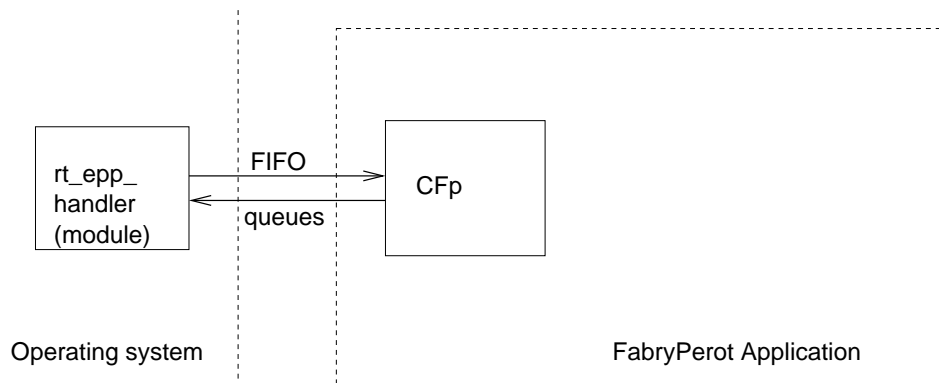 FIFO
rt_epp_
handler
(module)
CFp
queues
Operating system
FabryPerot Application